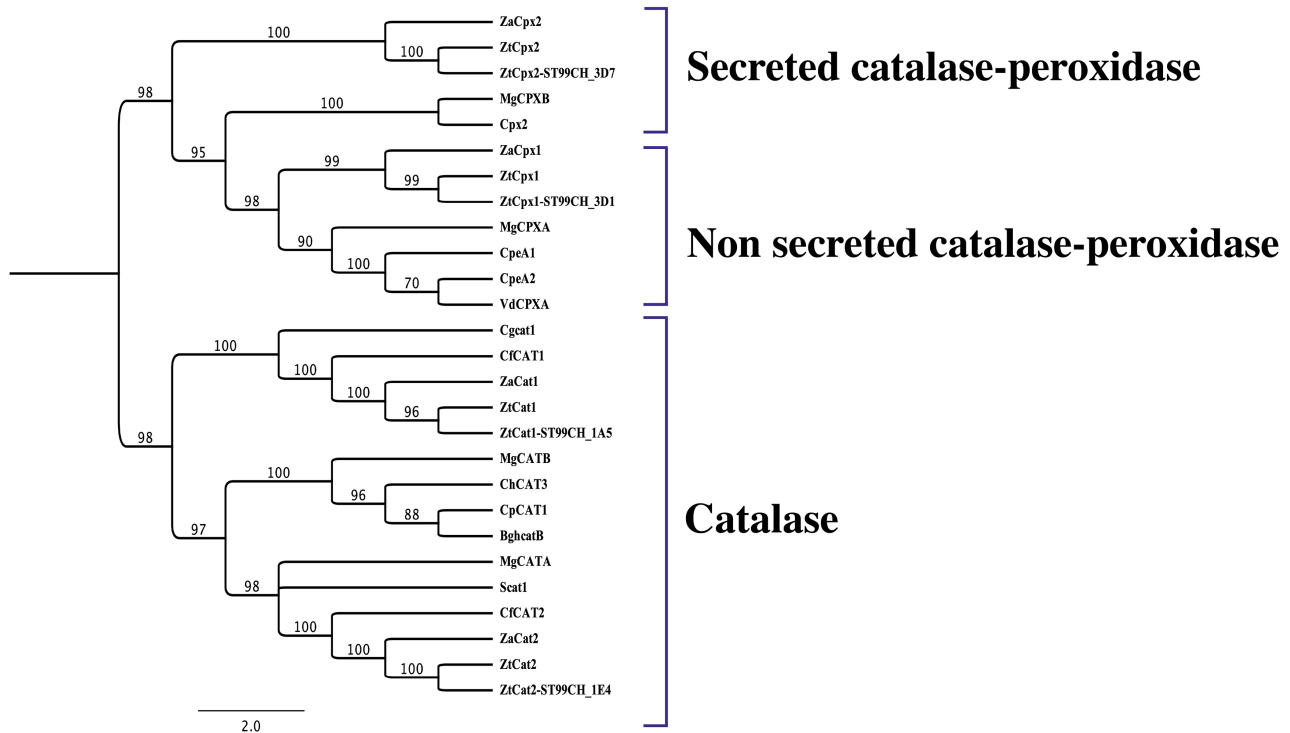 ZaCpx2
100
ZtCpx2
100
ZtCpx2-ST99CH_3D7
Secreted catalase-peroxidase
98
MgCPXB
100
Cpx2
95
ZaCpx1
99
ZtCpx1
99
ZtCpx1-ST99CH_3D1
98
MgCPXA
90
Non secreted catalase-peroxidase
CpeA1
100
CpeA2
70
VdCPXA
Cgcat1
100
CfCAT1
100
ZaCat1
100
ZtCat1
96
ZtCat1-ST99CH_1A5
98
MgCATB
100
ChCAT3
96
CpCAT1
88
Catalase
BghcatB
97
MgCATA
Scat1
98
CfCAT2
100
ZaCat2
100
ZtCat2
100
ZtCat2-ST99CH_1E4
2.0